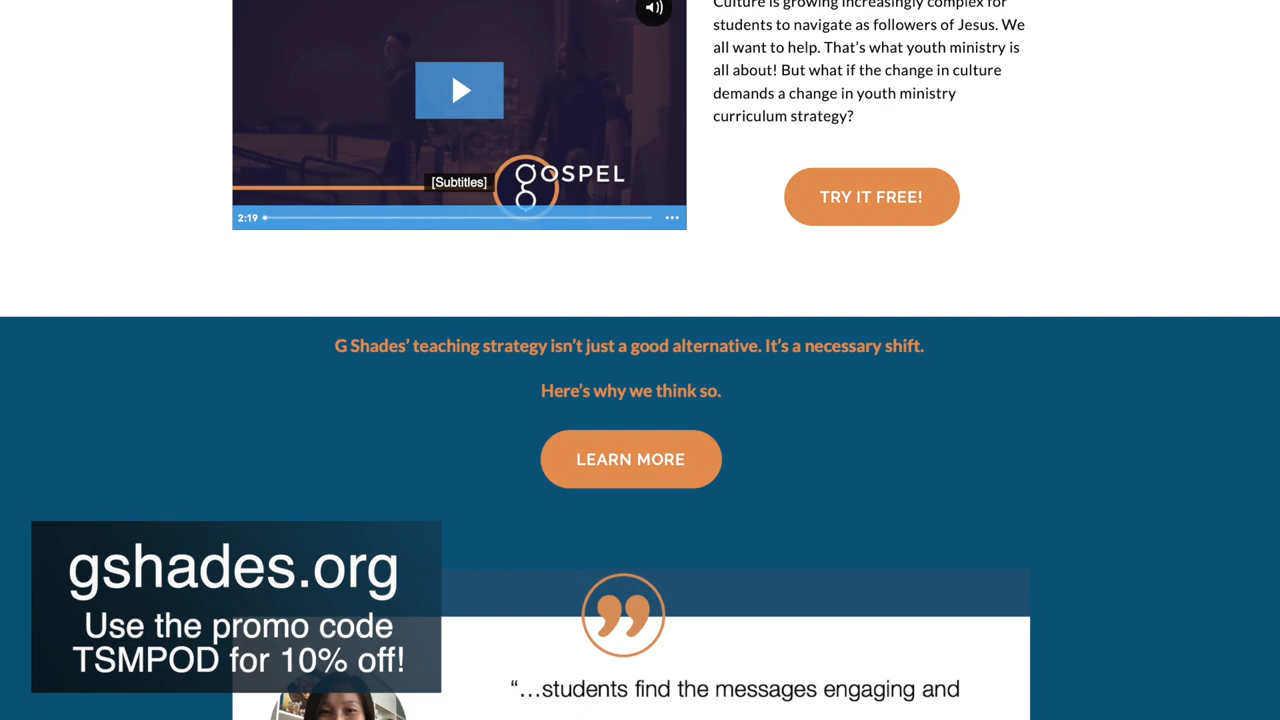 Culture is growing increasingly complex for
students to navigate as followers of Jesus. We
all want to help. That's what youth ministry is
all about! But what if the change in culture
demands a change in youth ministry
curriculum strategy?
[Subtitles]
gOSPEL
2:19
TRY IT FREE!
G Shades' teaching strategy isn't just a good alternative. It's a necessary shift.
Here's why we think so.
LEARN MORE
gshades.org
Use the promo code
TSMPOD for 10% off!
"…students find the messages engaging and